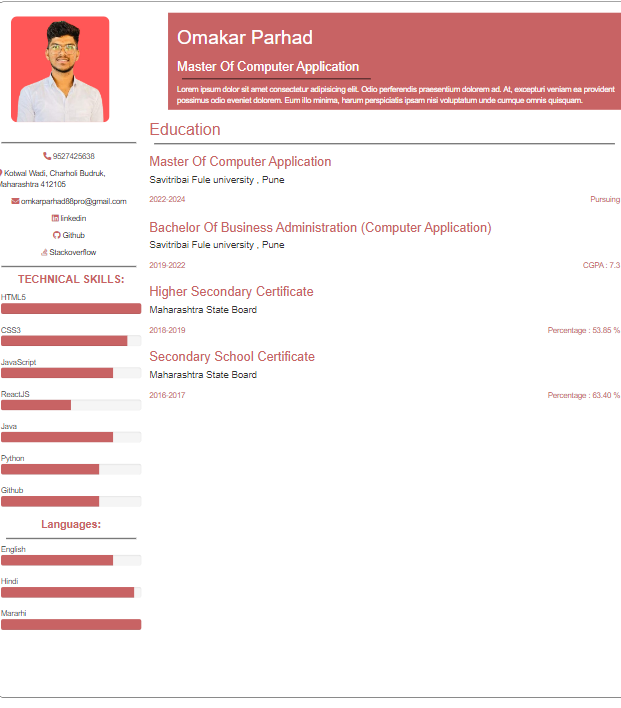 Omakar Parhad
Master Of Computer Application
Lorem ipsum dolor sit amet consectetur adipisicing elit. Odio perferendis praesentium dolorem ad. At, excepturi veniam ea provident
possimus odio eveniet dolorem. Eum illo minima, harum perspiciatis ipsam nisi voluptatum unde cumque omnis quisquam.
9527425638
Kotwal Wadi, Charholi Budruk,
Maharashtra 412105
omkarparhad88pro@gmail.com
linkedin
Github
Stackoverflow
TECHNICAL SKILLS:
HTML5
CSS3
JavaScript
ReactJS
Java
Python
Github
Languages:
English
Hindi
Mararhi
Education
Master Of Computer Application
Savitribai Fule university , Pune
2022-2024 Pursuing
Bachelor Of Business Administration (Computer Application)
Savitribai Fule university , Pune
2019-2022 CGPA : 7.3
Higher Secondary Certificate
Maharashtra State Board
2018-2019 Percentage : 53.85 %
Secondary School Certificate
Maharashtra State Board
2016-2017 Percentage : 63.40 %